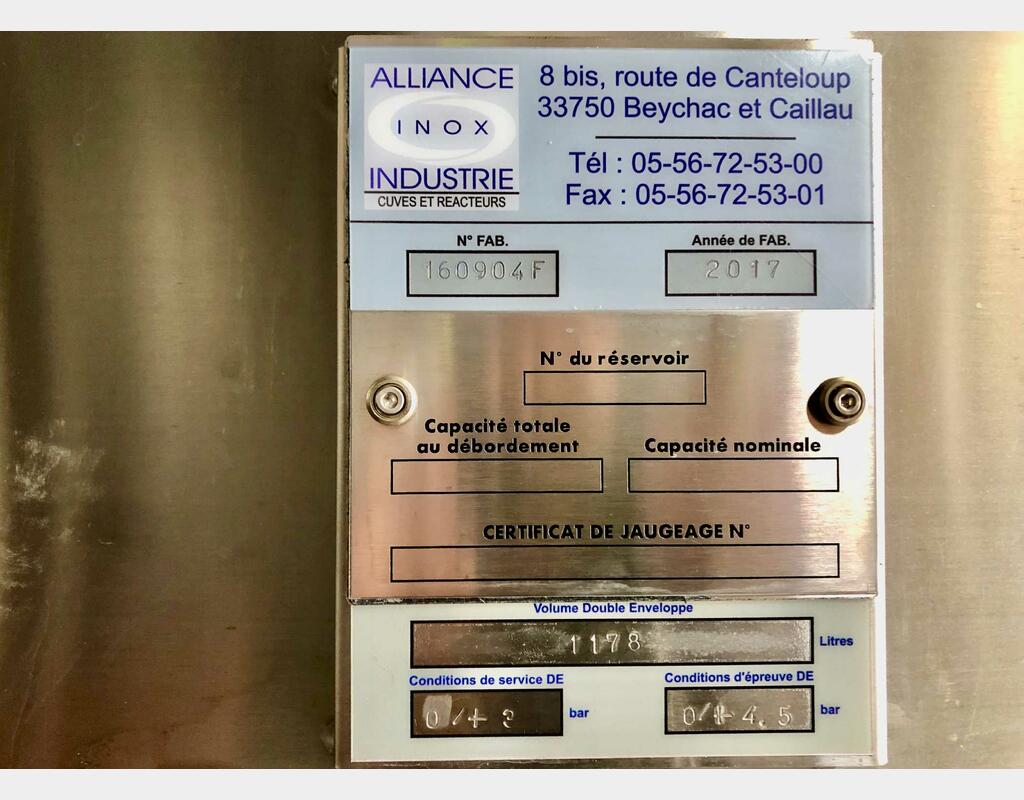 ALLIANCE
INOX
INDUSTRIE
CUVES ET REACTEURS
8 bis, route de Canteloup
33750 Beychac et Caillau
Tél : 05-56-72-53-00
Fax : 05-56-72-53-01
N° FAB.
160904F
Année de FAB.
2017
N° du réservoir
Capacité totale
au débordement
Capacité nominale
CERTIFICAT DE JAUGEAGE N°
Volume Double Enveloppe
1178 Litres
Conditions de service DE
0/+ bar
Conditions d'épreuve DE
0/+ 4.5 bar